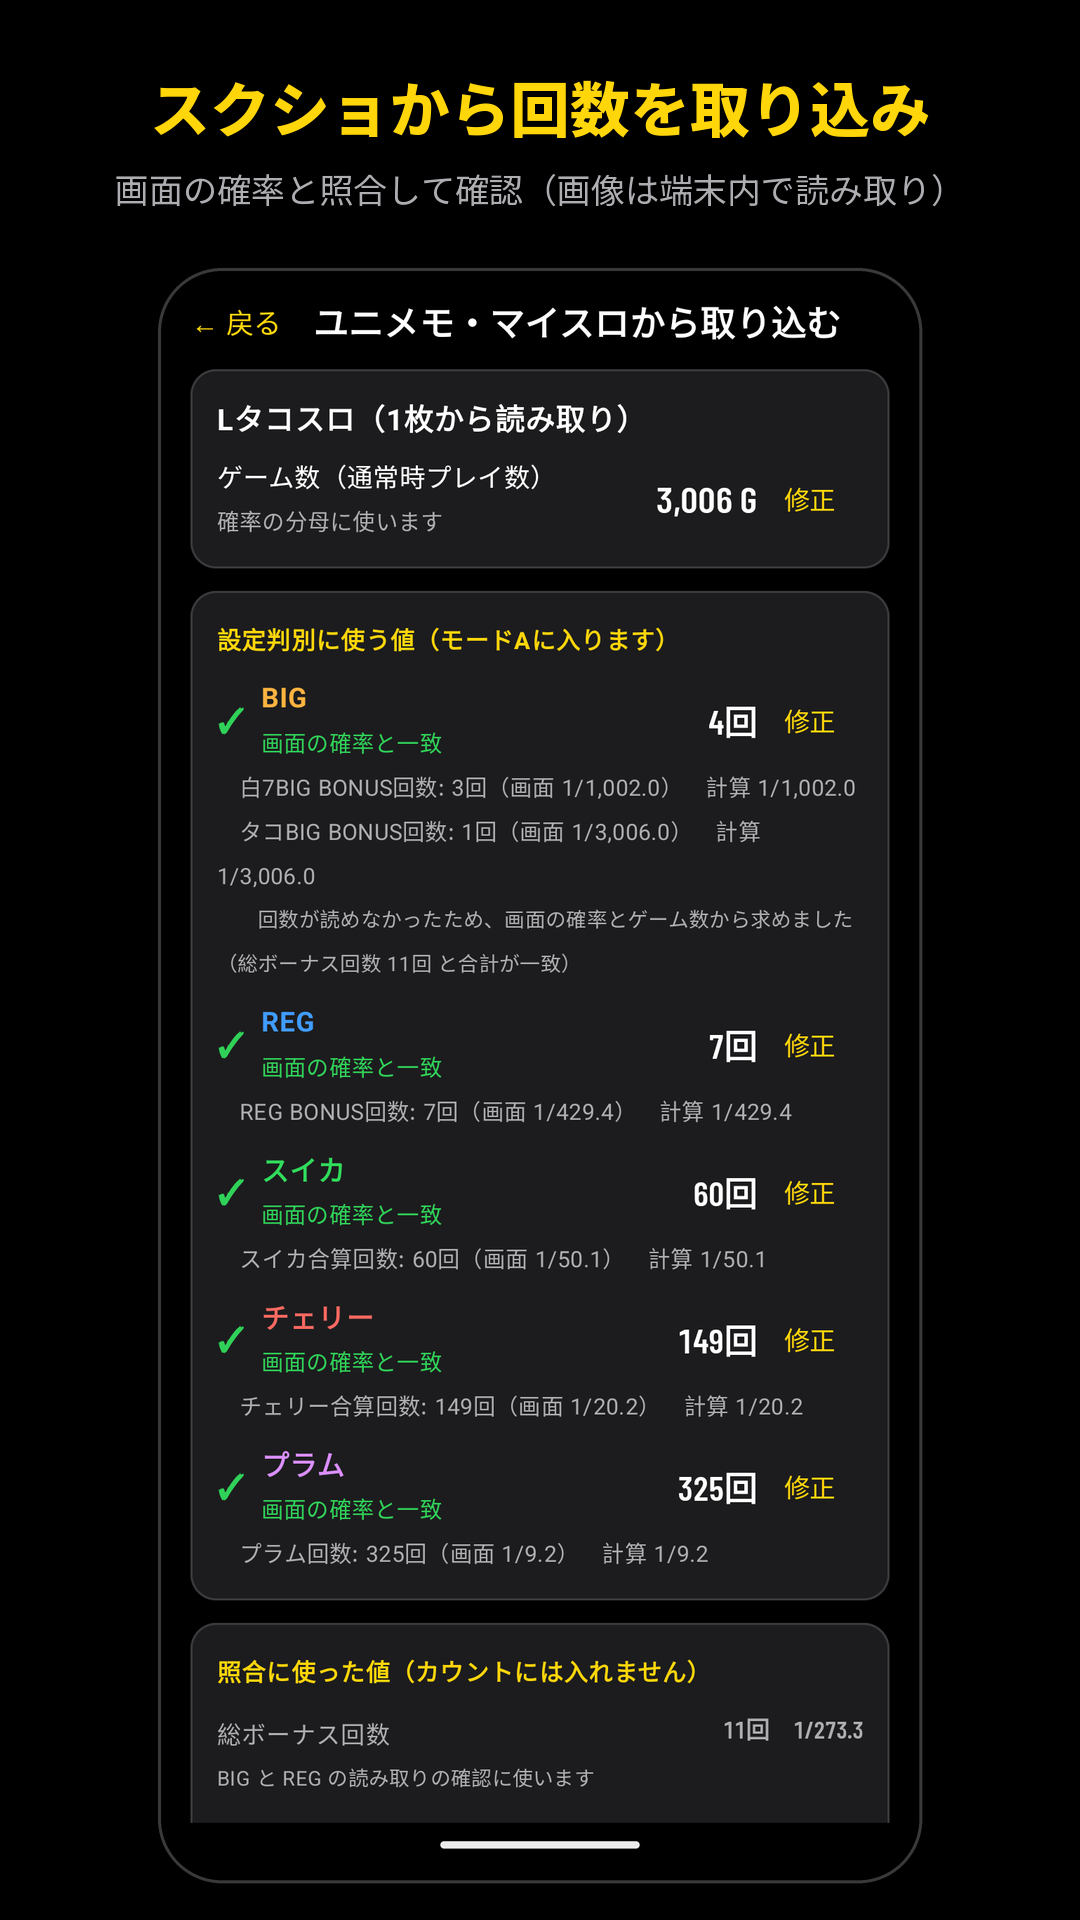 スクショから回数を取り込み
画面の確率と照合して確認（画像は端末内で読み取り）
← 戻る ユニメモ・マイスロから取り込む
Lタコスロ（1枚から読み取り）
ゲーム数（通常時プレイ数）
3,006 G 修正
確率の分母に使います
設定判別に使う値（モードAに入ります）
✓ BIG
4回 修正
画面の確率と一致
白7BIG BONUS回数: 3回（画面 1/1,002.0） 計算 1/1,002.0
タコBIG BONUS回数: 1回（画面 1/3,006.0） 計算
1/3,006.0
回数が読めなかったため、画面の確率とゲーム数から求めました
（総ボーナス回数 11回 と合計が一致）
✓ REG
7回 修正
画面の確率と一致
REG BONUS回数: 7回（画面 1/429.4） 計算 1/429.4
✓ スイカ
60回 修正
画面の確率と一致
スイカ合算回数: 60回（画面 1/50.1） 計算 1/50.1
✓ チェリー
149回 修正
画面の確率と一致
チェリー合算回数: 149回（画面 1/20.2） 計算 1/20.2
✓ プラム
325回 修正
画面の確率と一致
プラム回数: 325回（画面 1/9.2） 計算 1/9.2
照合に使った値（カウントには入れません）
総ボーナス回数 11回 1/273.3
BIG と REG の読み取りの確認に使います